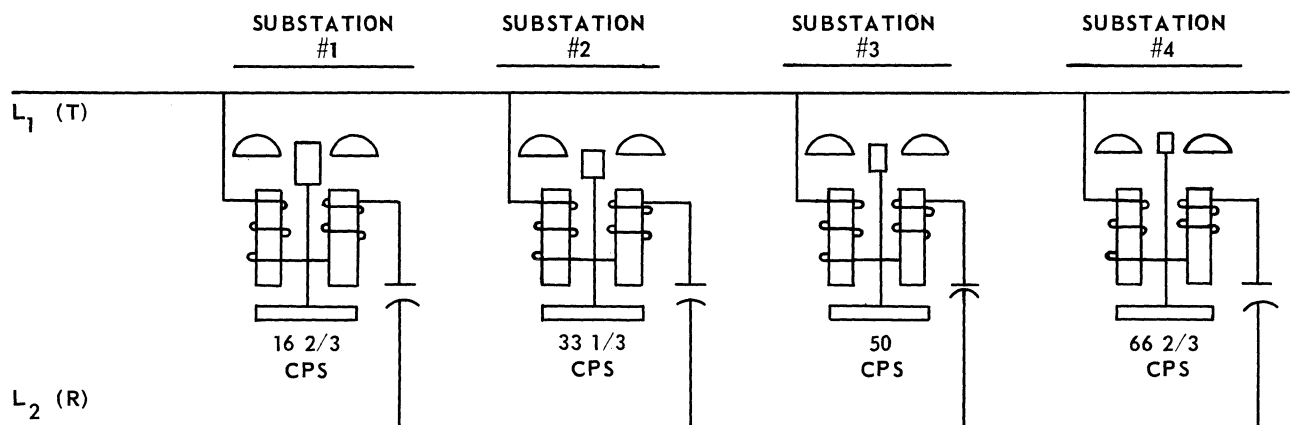 SUBSTATION
#1
SUBSTATION
#2
SUBSTATION
#3
SUBSTATION
#4
L1 (T)
16 2/3
CPS
33 1/3
CPS
50
CPS
66 2/3
CPS
L2 (R)